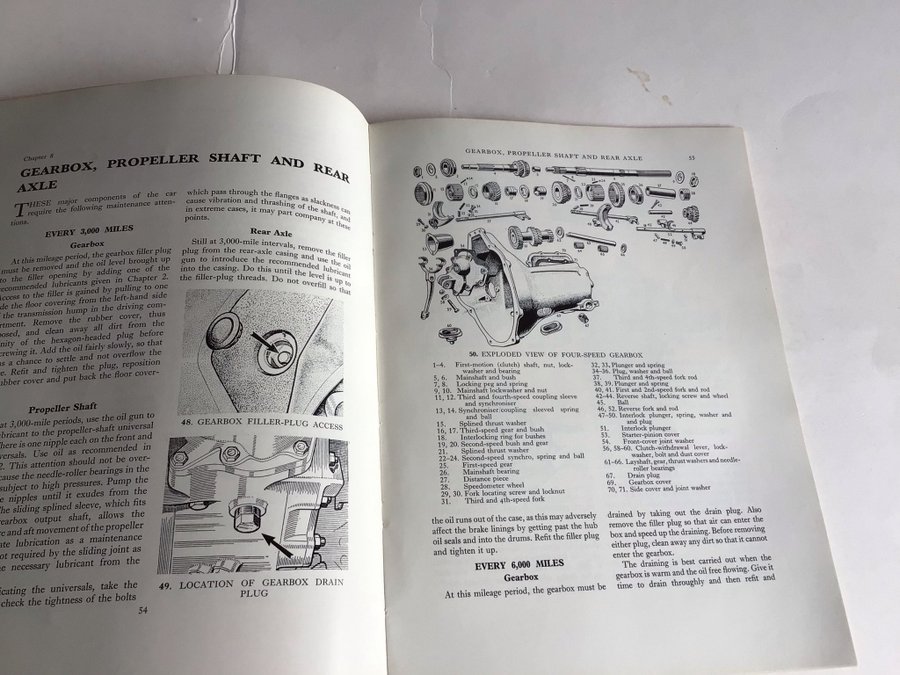 Chapter 8
GEARBOX, PROPELLER SHAFT AND REAR
AXLE
THESE major components of the car
require the following maintenance atten-
tions.
EVERY 3,000 MILES
Gearbox
At this mileage period, the gearbox filler plug
must be removed and the oil level brought up
to the filler opening by adding one of the
recommended lubricants given in Chapter 2.
Access to the filler is gained by pulling to one
the floor covering from the left-hand side
the transmission hump in the driving com-
Remove the rubber cover, thus
and clean away all dirt from the
of the hexagon-headed plug before
Add the oil fairly slowly, so that
a chance to settle and not overflow the
Refit and tighten the plug, reposition
cover and put back the floor cover-
Propeller Shaft
at 3,000-mile periods, use the oil gun to
to the propeller-shaft universal
There is one nipple each on the front and
Use oil as recommended in
2. This attention should not be over-
the needle-roller bearings in the
subject to high pressures. Pump the
nipples until it exudes from the
The sliding splined sleeve, which fits
output shaft, allows the
and aft movement of the propeller
lubrication as a maintenance
not required by the sliding joint as
necessary lubricant from the
the universals, take the
check the tightness of the bolts
which pass through the flanges as slackness can
cause vibration and thrashing of the shaft, and
in extreme cases, it may part company at these
points.
Rear Axle
Still at 3,000-mile intervals, remove the filler
plug from the rear-axle casing and use the oil
gun to introduce the recommended lubricant
into the casing. Do this until the level is up to
the filler-plug threads. Do not overfill so that
48. GEARBOX FILLER-PLUG ACCESS
49. LOCATION OF GEARBOX DRAIN
PLUG
54
GEARBOX, PROPELLER SHAFT AND REAR AXLE 55
50. EXPLODED VIEW OF FOUR-SPEED GEARBOX
1–4. First-motion (clutch) shaft, nut, lock-
washer and bearing
5, 6. Mainshaft and bush
7, 8. Locking peg and spring
9, 10. Mainshaft lockwasher and nut
11, 12. Third and fourth-speed coupling sleeve
and synchroniser
13, 14. Synchroniser/coupling sleeved spring
and ball
15. Splined thrust washer
16, 17. Third-speed gear and bush
18. Interlocking ring for bushes
19, 20. Second-speed bush and gear
21. Splined thrust washer
22–24. Second-speed synchro, spring and ball
25. First-speed gear
26. Mainshaft bearing
27. Distance piece
28. Speedometer wheel
29, 30. Fork locating screw and locknut
31. Third and 4th-speed fork
32, 33. Plunger and spring
34–36. Plug, washer and ball
37. Third and 4th-speed fork rod
38, 39. Plunger and spring
40, 41. First and 2nd-speed fork and rod
42–44. Reverse shaft, locking screw and wheel
45. Ball
46, 52. Reverse fork and rod
47–50. Interlock plunger, spring, washer and
and plug
51. Interlock plunger
53. Starter-pinion cover
54. Front-cover joint washer
56, 58–60. Clutch-withdrawal lever, lock-
washer, bolt and dust cover
61–66. Layshaft, gear, thrust washers and needle-
roller bearings
67. Drain plug
69. Gearbox cover
70, 71. Side cover and joint washer
the oil runs out of the case, as this may adversely
affect the brake linings by getting past the hub
oil seals and into the drums. Refit the filler plug
and tighten it up.
EVERY 6,000 MILES
Gearbox
At this mileage period, the gearbox must be
drained by taking out the drain plug. Also
remove the filler plug so that air can enter the
box and speed up the draining. Before removing
either plug, clean away any dirt so that it cannot
enter the gearbox.
The draining is best carried out when the
gearbox is warm and the oil free flowing. Give it
time to drain throughly and then refit and